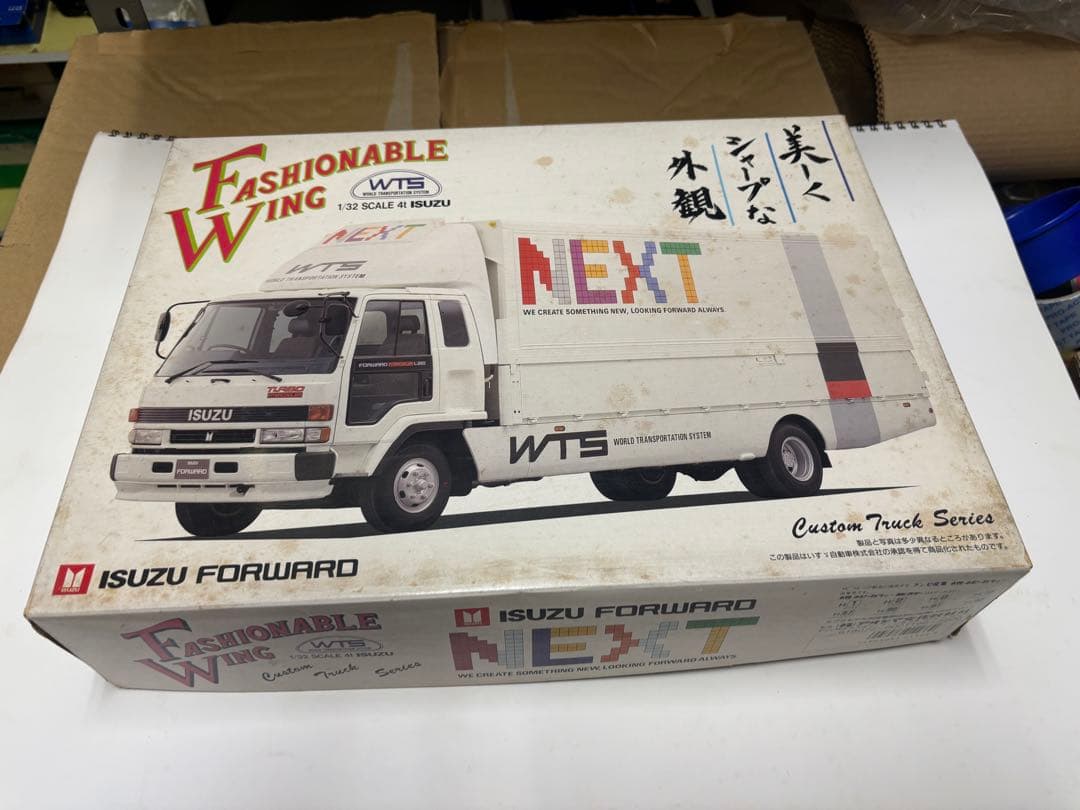 FASHIONABLE
WING
WTS
WORLD TRANSPORTATION SYSTEM
1/32 SCALE 4t ISUZU
美しく
シャープな
外観
NEXT
WTS
WORLD TRANSPORTATION SYSTEM
NEXT
WE CREATE SOMETHING NEW, LOOKING FORWARD ALWAYS.
FORWARD
TURBO
ISUZU
FORWARD
WTS WORLD TRANSPORTATION SYSTEM
Custom Truck Series
製品と写真は多少異なるところがあります。
この製品はいすゞ自動車株式会社の承認を得て商品化されたものです。
ISUZU
ISUZU FORWARD
FASHIONABLE
WING
WTS
1/32 SCALE 4t ISUZU
Custom Truck Series
ISUZU FORWARD
NEXT
WE CREATE SOMETHING NEW, LOOKING FORWARD ALWAYS.